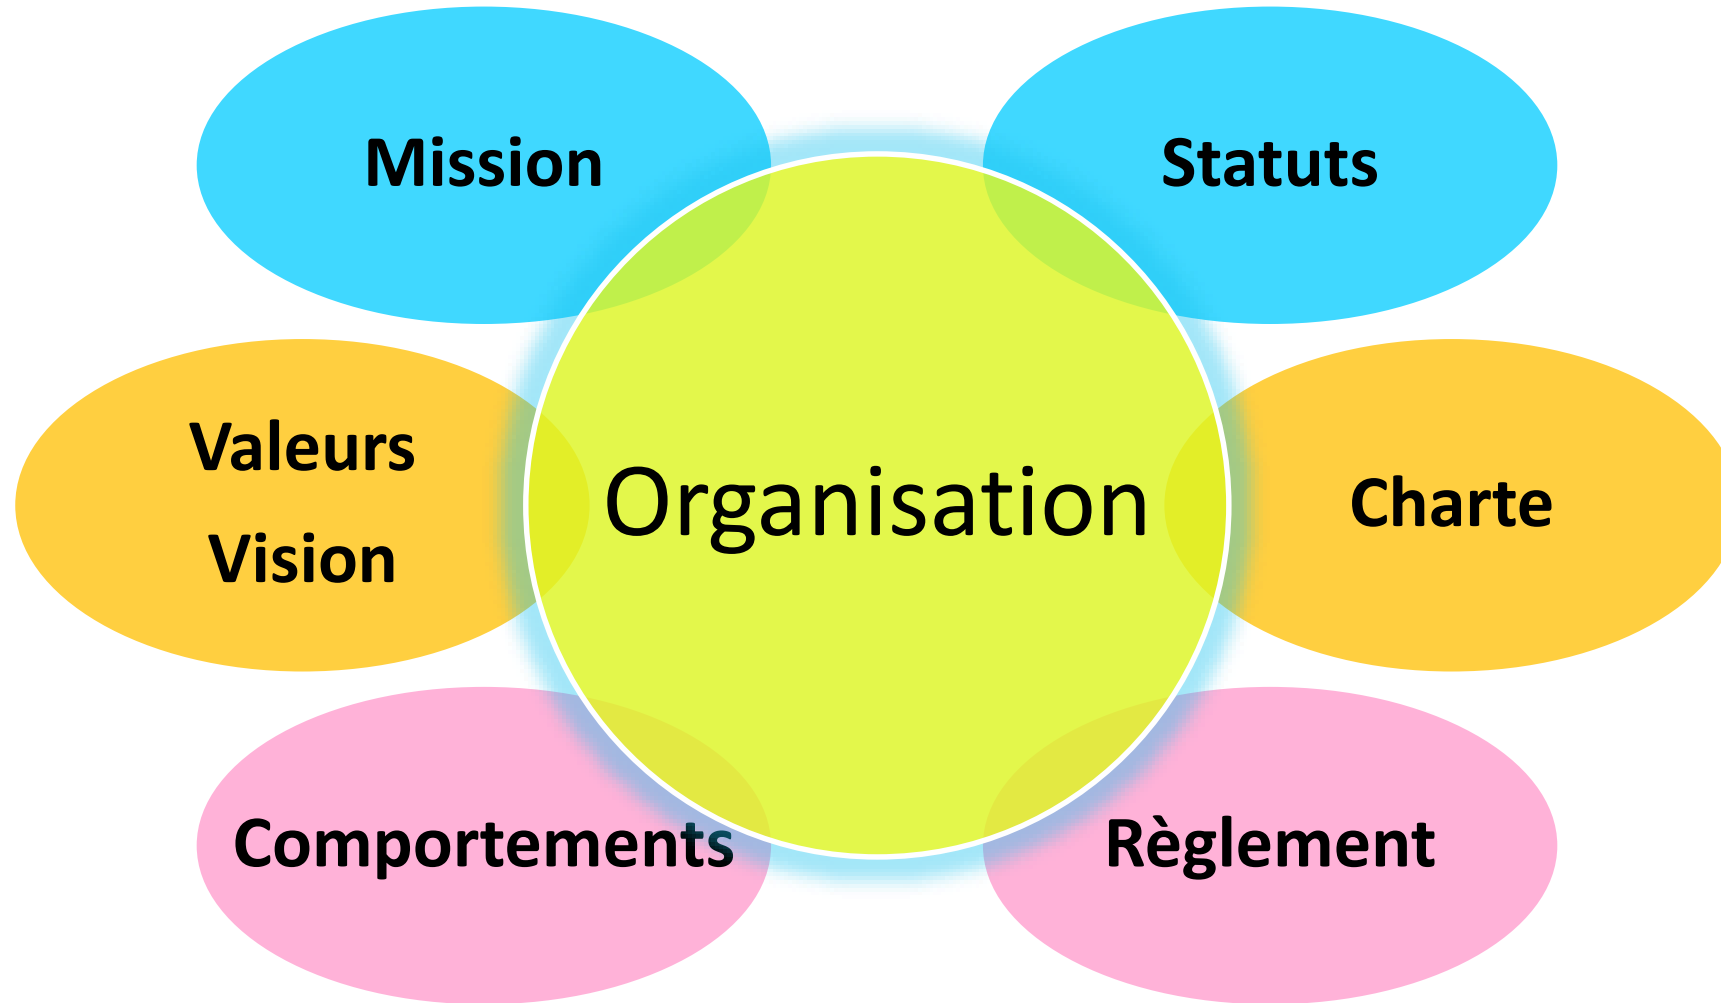 Mission
Statuts
Valeurs
Vision
Organisation
Charte
Comportements
Règlement